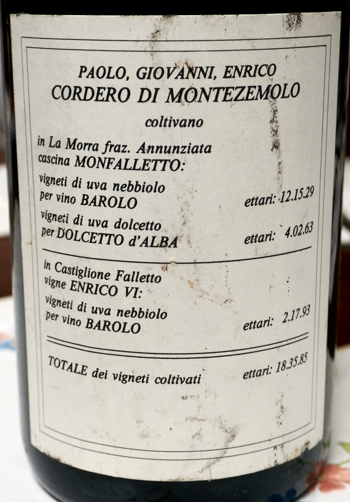 PAOLO, GIOVANNI, ENRICO
CORDERO DI MONTEZEMOLO
coltivano
in La Morra fraz. Annunziata
cascina MONFALLETTO:
vigneti di uva nebbiolo
per vino BAROLO ettari: 12.15.29
vigneti di uva dolcetto
per DOLCETTO d'ALBA ettari: 4.02.63
in Castiglione Falletto
vigne ENRICO VI:
vigneti di uva nebbiolo
per vino BAROLO ettari: 2.17.93
TOTALE dei vigneti coltivati ettari: 18.35.85